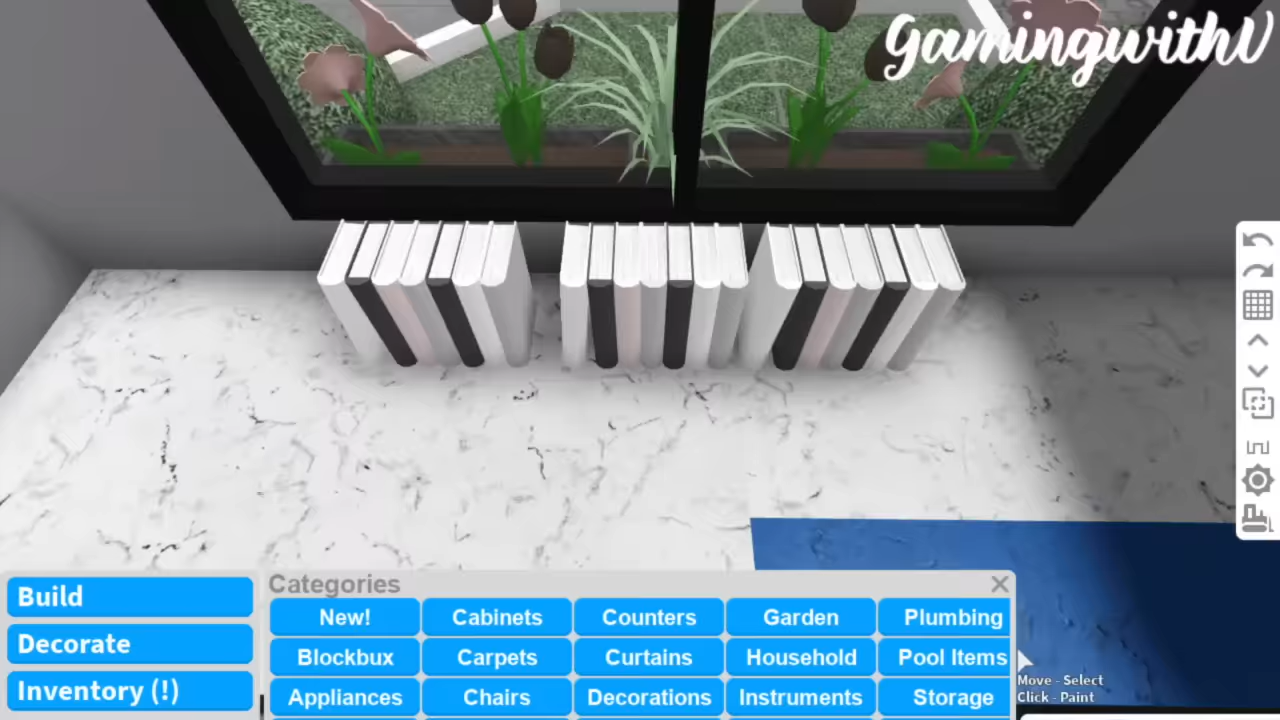 GamingwithV
Categories
Build
Decorate
Inventory (!)
New!
Cabinets
Counters
Garden
Plumbing
Blockbux
Carpets
Curtains
Household
Pool Items
Appliances
Chairs
Decorations
Instruments
Storage
Move - Select
Click - Paint